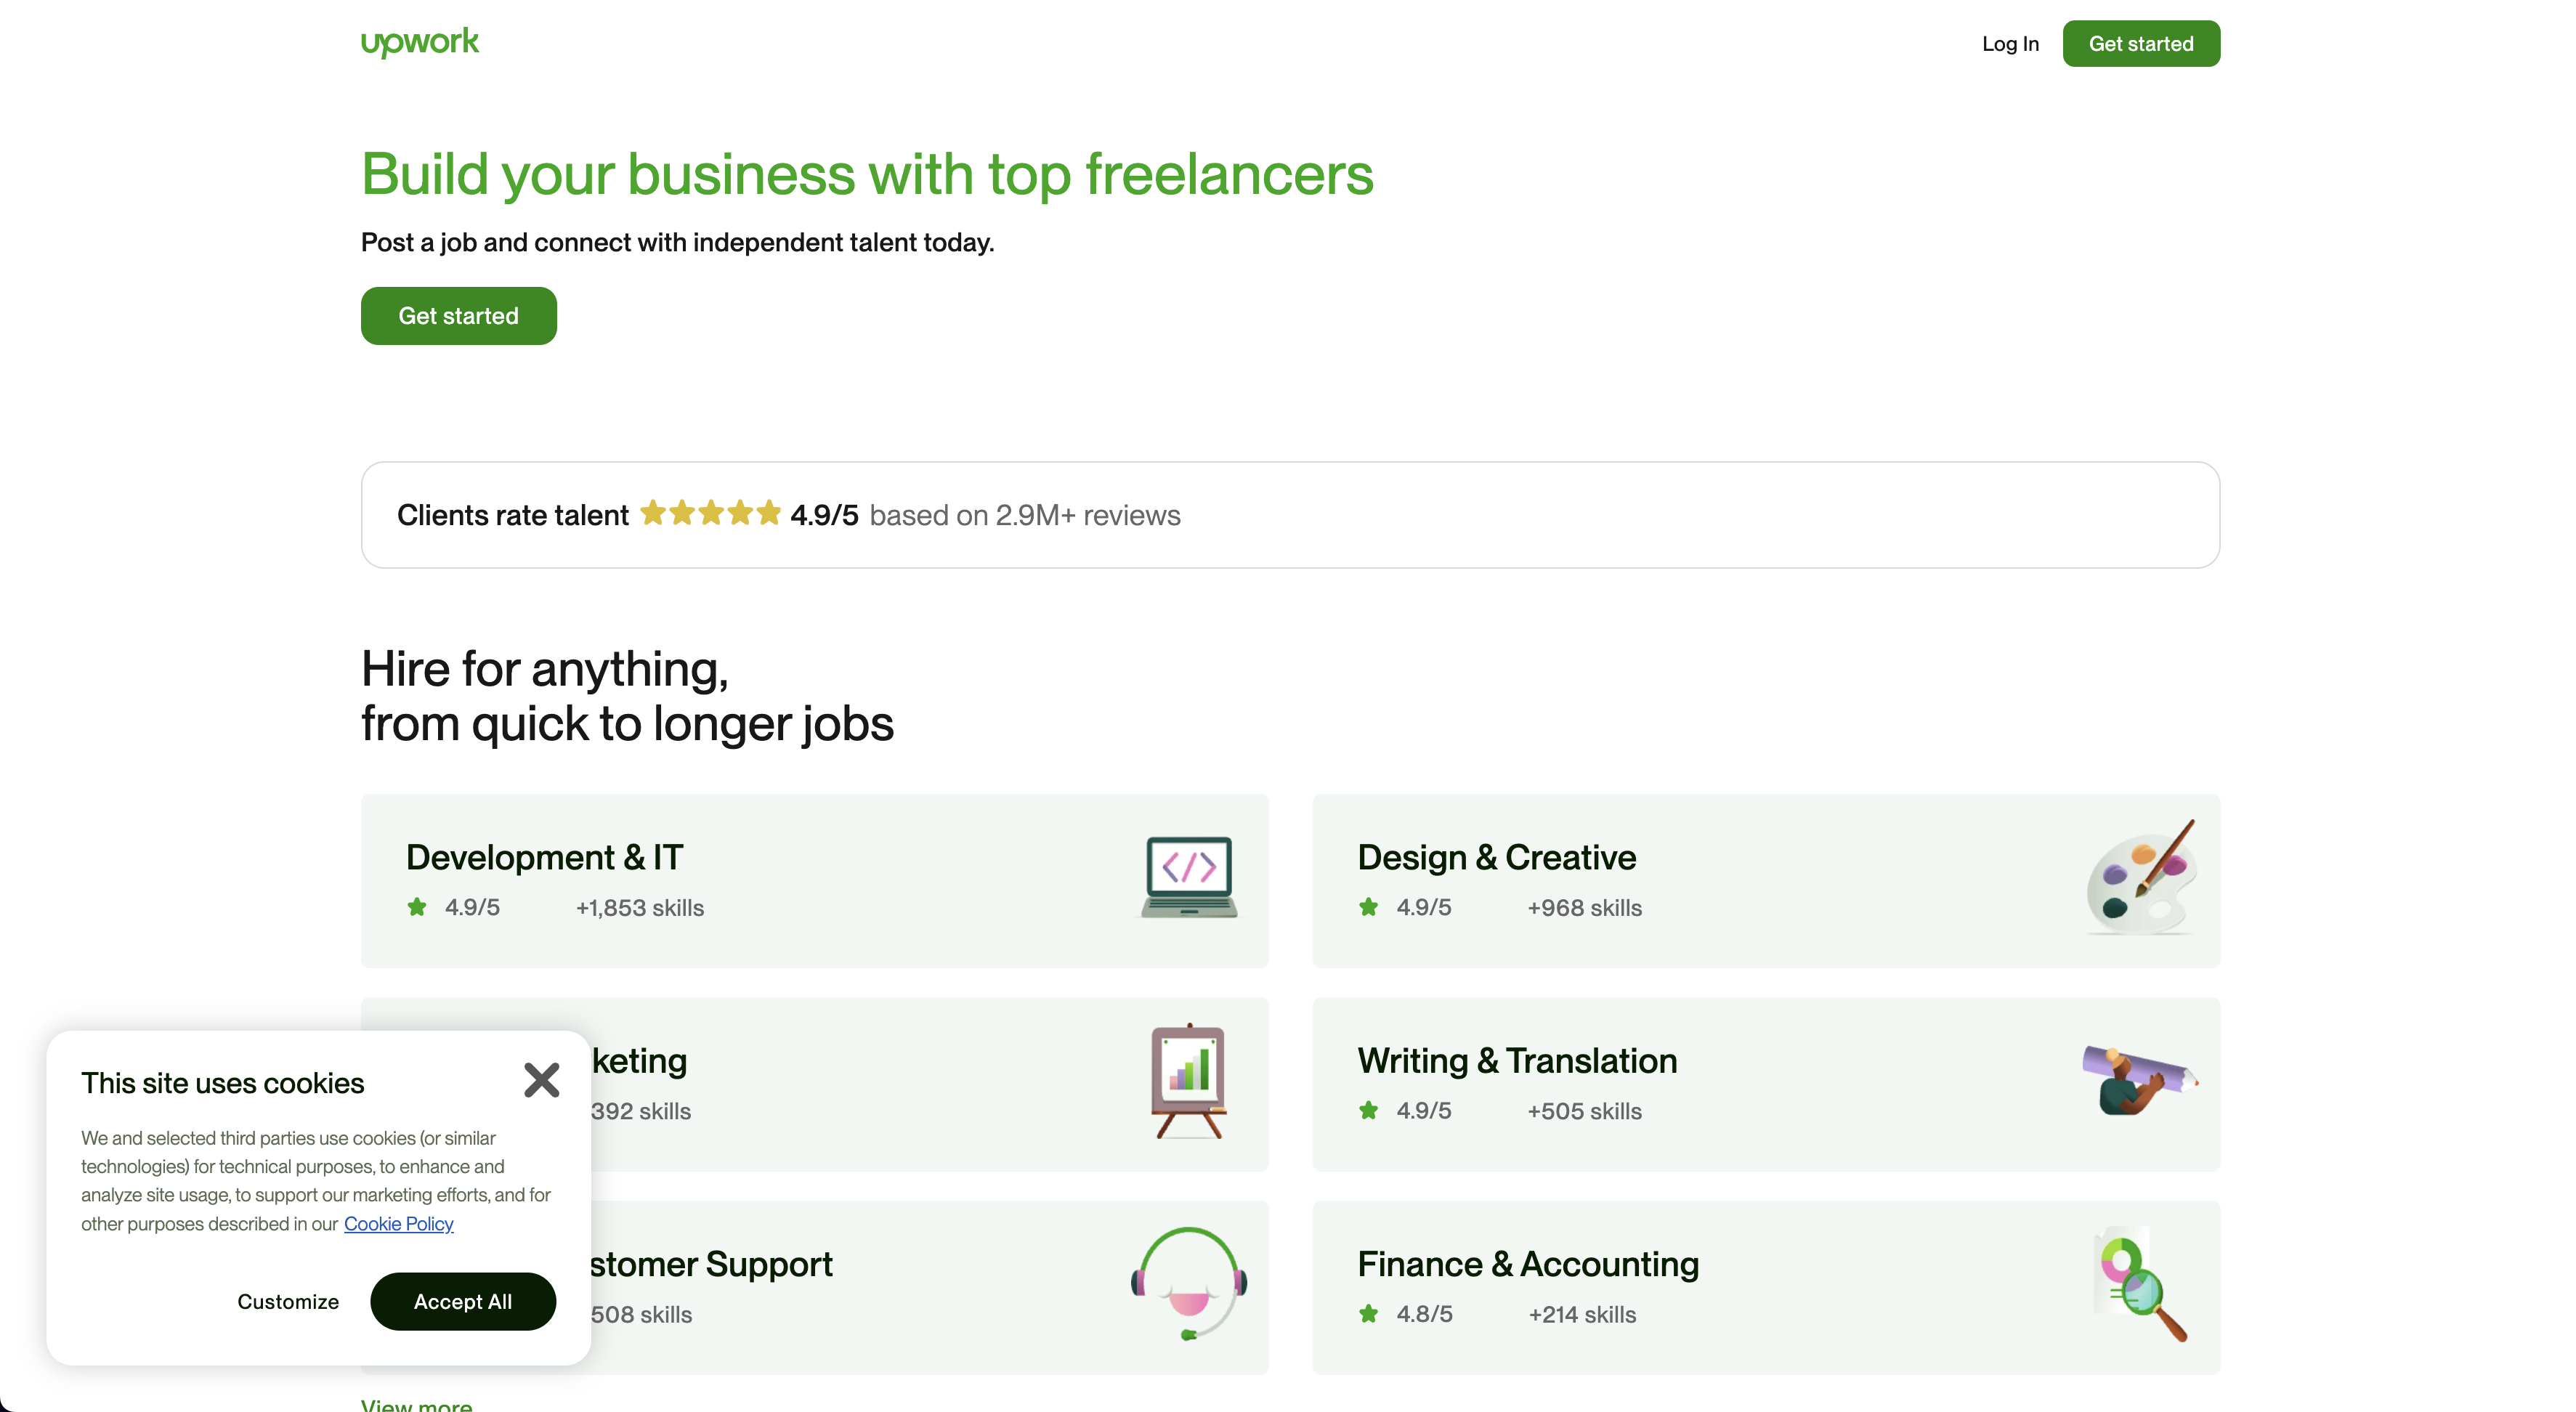 upwork
Log In
Get started
Build your business with top freelancers
Post a job and connect with independent talent today.
Get started
Clients rate talent 4.9/5 based on 2.9M+ reviews
Hire for anything,
from quick to longer jobs
Development & IT
4.9/5 +1,853 skills
</>
Design & Creative
4.9/5 +968 skills
keting
392 skills
Writing & Translation
4.9/5 +505 skills
stomer Support
508 skills
Finance & Accounting
4.8/5 +214 skills
This site uses cookies
We and selected third parties use cookies (or similar
technologies) for technical purposes, to enhance and
analyze site usage, to support our marketing efforts, and for
other purposes described in our Cookie Policy
Customize
Accept All
View more